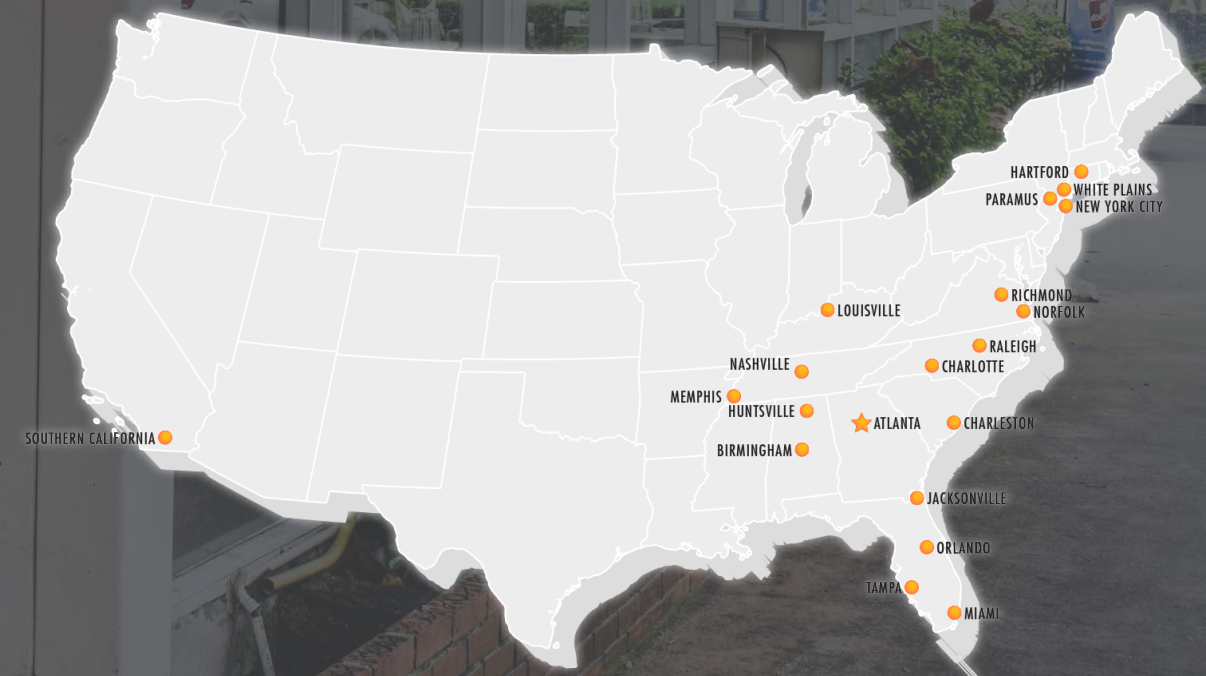 HARTFORD
WHITE PLAINS
PARAMUS
NEW YORK CITY
RICHMOND
LOUISVILLE
NORFOLK
RALEIGH
NASHVILLE
CHARLOTTE
MEMPHIS
HUNTSVILLE
ATLANTA
CHARLESTON
SOUTHERN CALIFORNIA
BIRMINGHAM
JACKSONVILLE
ORLANDO
TAMPA
MIAMI